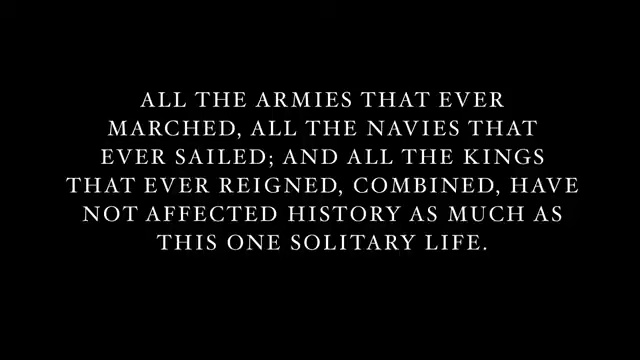 ALL THE ARMIES THAT EVER
MARCHED, ALL THE NAVIES THAT
EVER SAILED; AND ALL THE KINGS
THAT EVER REIGNED, COMBINED, HAVE
NOT AFFECTED HISTORY AS MUCH AS
THIS ONE SOLITARY LIFE.